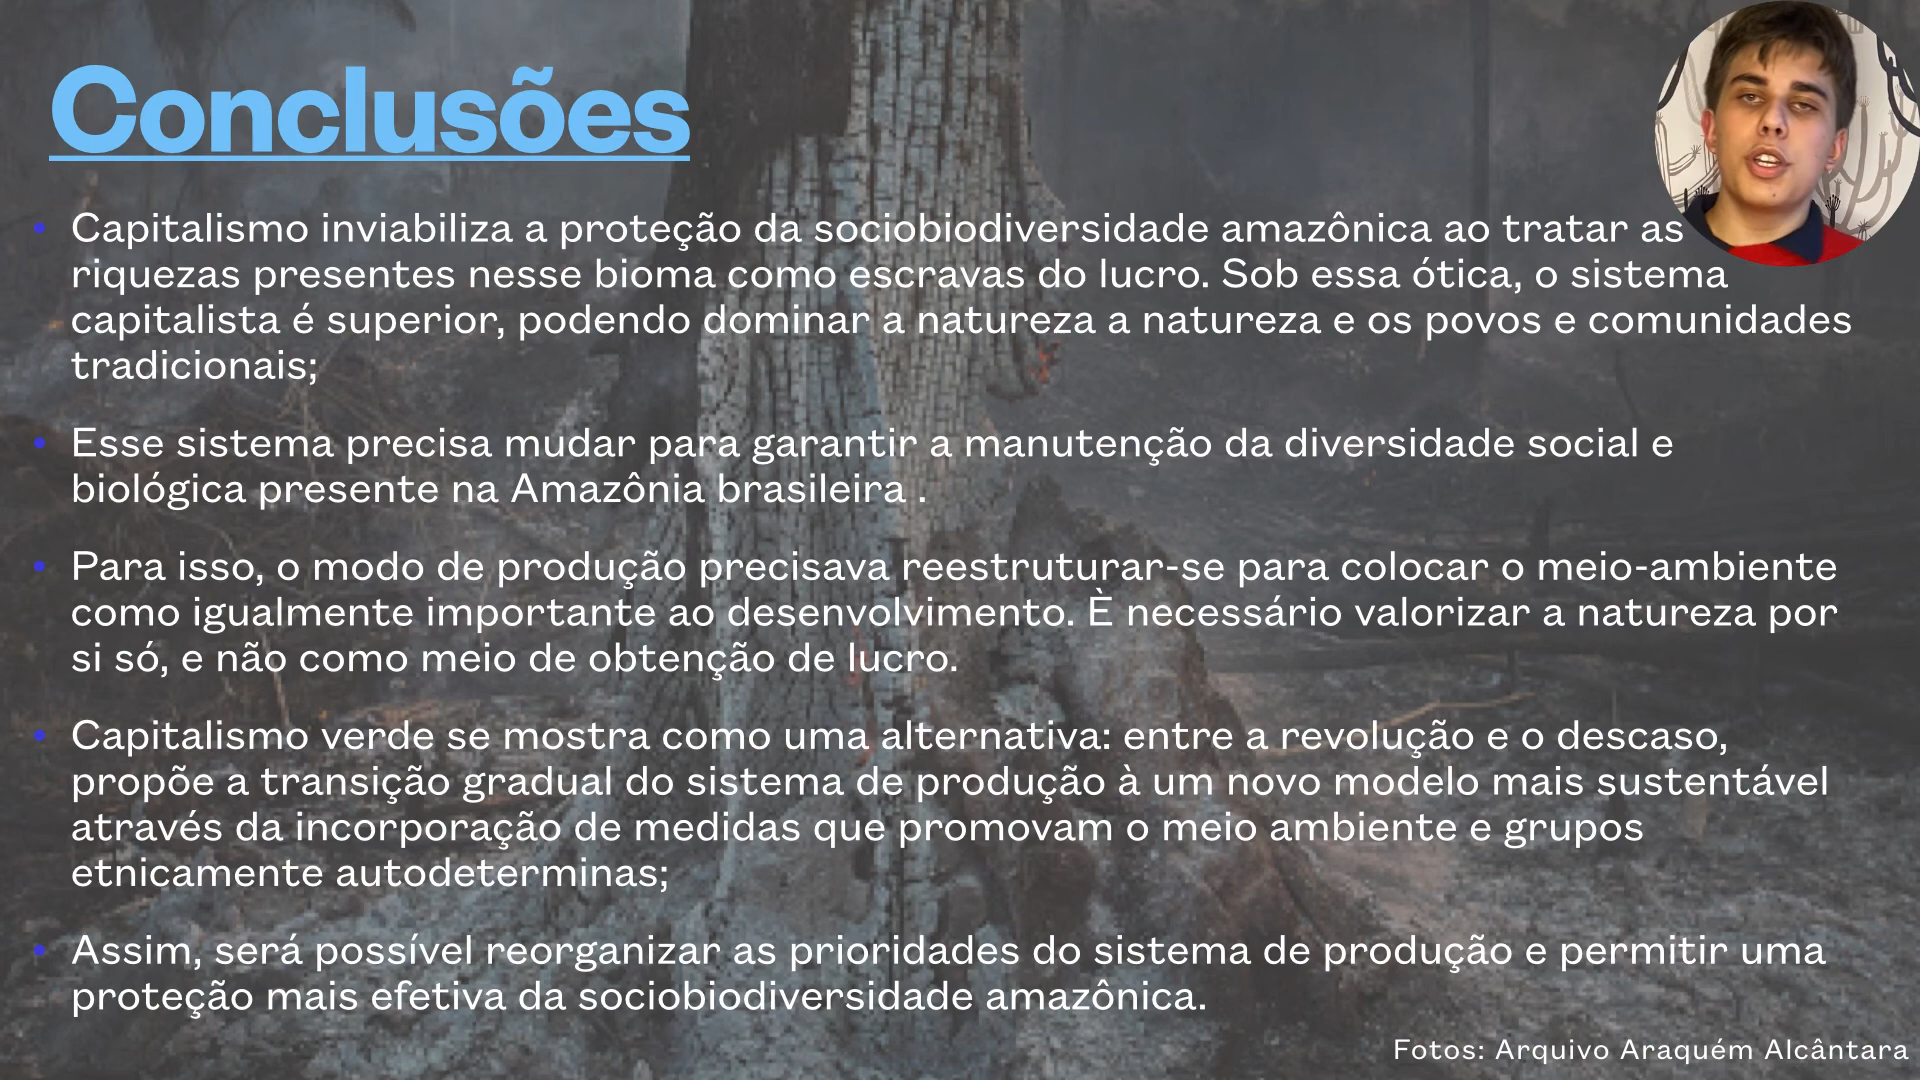 Conclusões
• Capitalismo inviabiliza a proteção da sociobiodiversidade amazônica ao tratar as
riquezas presentes nesse bioma como escravas do lucro. Sob essa ótica, o sistema
capitalista é superior, podendo dominar a natureza a natureza e os povos e comunidades
tradicionais;
• Esse sistema precisa mudar para garantir a manutenção da diversidade social e
biológica presente na Amazônia brasileira .
• Para isso, o modo de produção precisava reestruturar-se para colocar o meio-ambiente
como igualmente importante ao desenvolvimento. È necessário valorizar a natureza por
si só, e não como meio de obtenção de lucro.
• Capitalismo verde se mostra como uma alternativa: entre a revolução e o descaso,
propõe a transição gradual do sistema de produção à um novo modelo mais sustentável
através da incorporação de medidas que promovam o meio ambiente e grupos
etnicamente autodeterminas;
• Assim, será possível reorganizar as prioridades do sistema de produção e permitir uma
proteção mais efetiva da sociobiodiversidade amazônica.
Fotos: Arquivo Araquém Alcântara